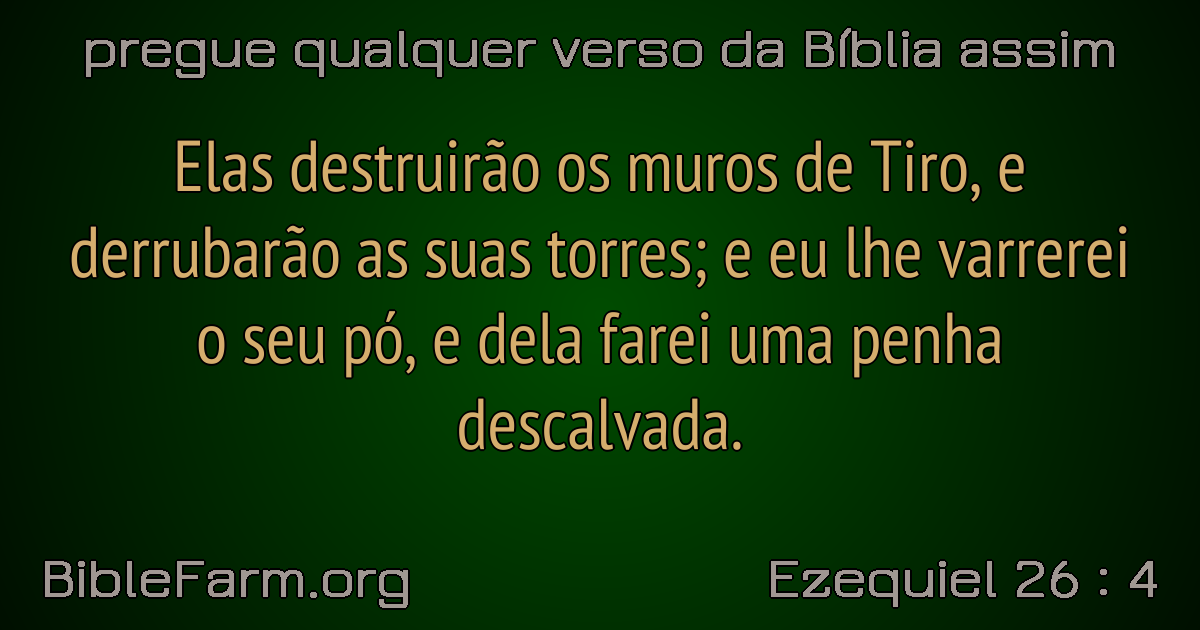 pregue qualquer verso da Bíblia assim
Elas destruirão os muros de Tiro, e
derrubarão as suas torres; e eu lhe varrerei
o seu pó, e dela farei uma penha
descalvada.
BibleFarm.org
Ezequiel 26 : 4